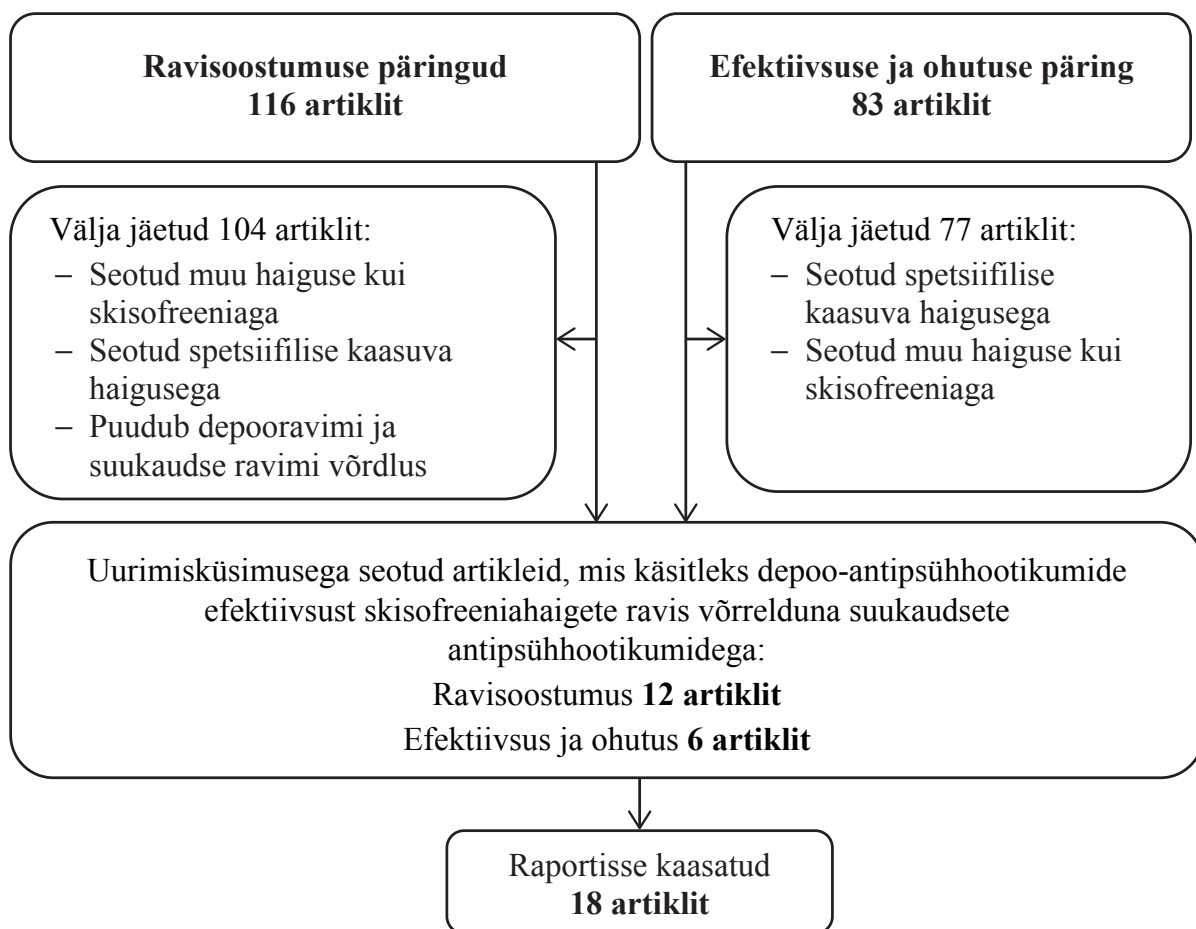 Ravisoostumuse päringud
116 artiklit
Efektiivsuse ja ohutuse päring
83 artiklit
Välja jäetud 104 artiklit:
– Seotud muu haiguse kui
skisofreeniaga
– Seotud spetsiifilise kaasuva
haigusega
– Puudub depooravimi ja
suukaudse ravimi võrdlus
Välja jäetud 77 artiklit:
– Seotud spetsiifilise
kaasuva haigusega
– Seotud muu haiguse kui
skisofreeniaga
Uurimisküsimusega seotud artikleid, mis käsitleks depoo-antipsühhootikumide
efektiivsust skisofreeniahaigete ravis võrrelduna suukaudsete
antipsühhootikumidega:
Ravisoostumus 12 artiklit
Efektiivsus ja ohutus 6 artiklit
Raportisse kaasatud
18 artiklit